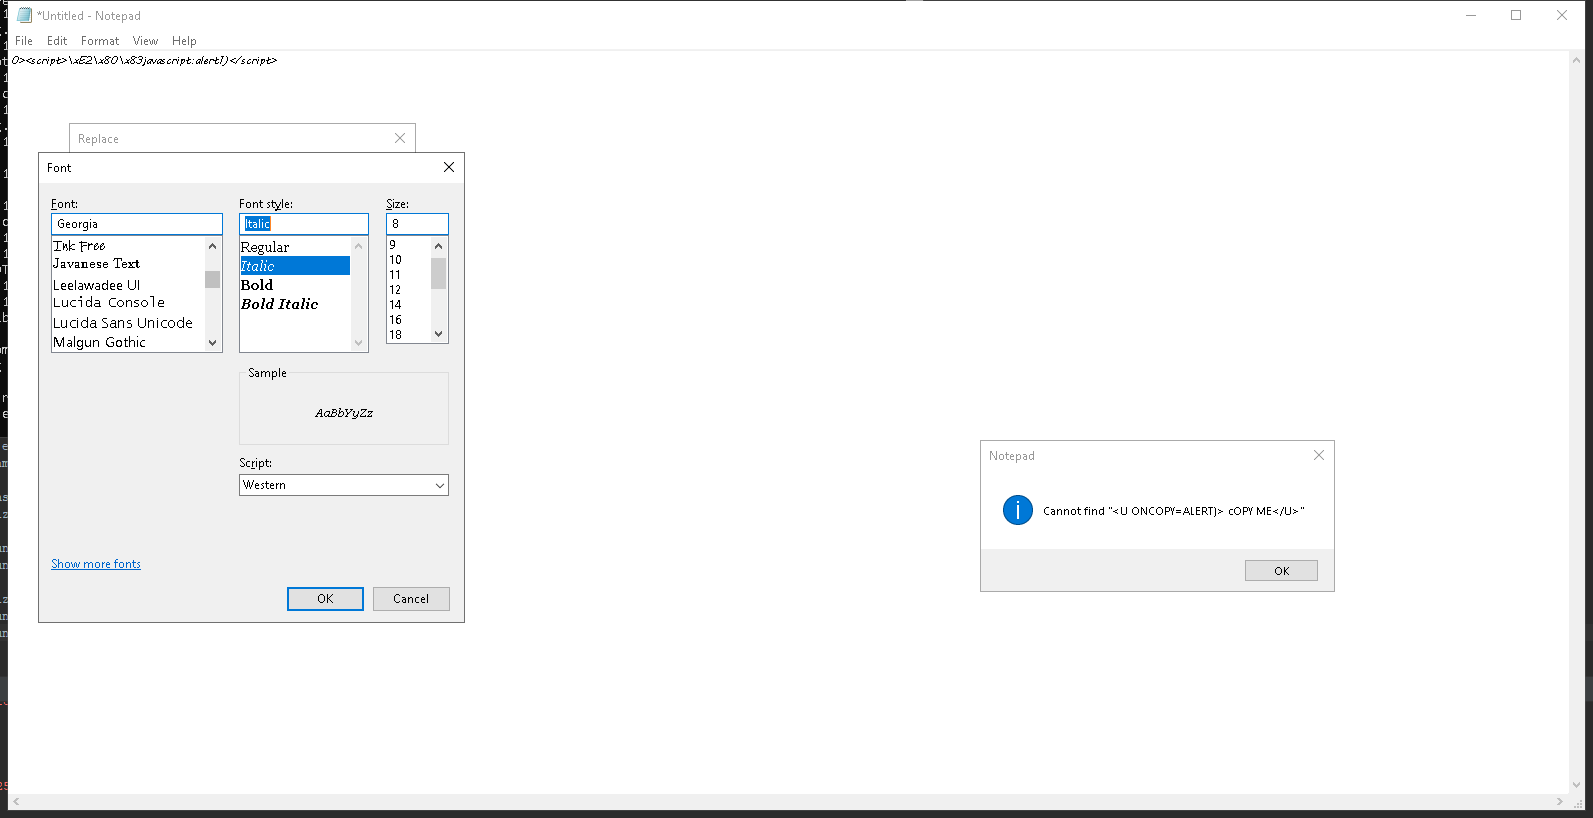 *Untitled - Notepad
File Edit Format View Help
0><script>\xE2\x80\x83javascript:alert1)</script>
Replace
Font
Font: Font style: Size:
Georgia Italic 8
Ink Free
Javanese Text
Leelawadee UI
Lucida Console
Lucida Sans Unicode
Malgun Gothic
Regular
Italic
Bold
Bold Italic
9
10
11
12
14
16
18
Sample
AaBbYyZz
Script:
Western
Show more fonts
OK Cancel
Notepad
Cannot find "<U ONCOPY=ALERT)> cOPY ME</U>"
OK